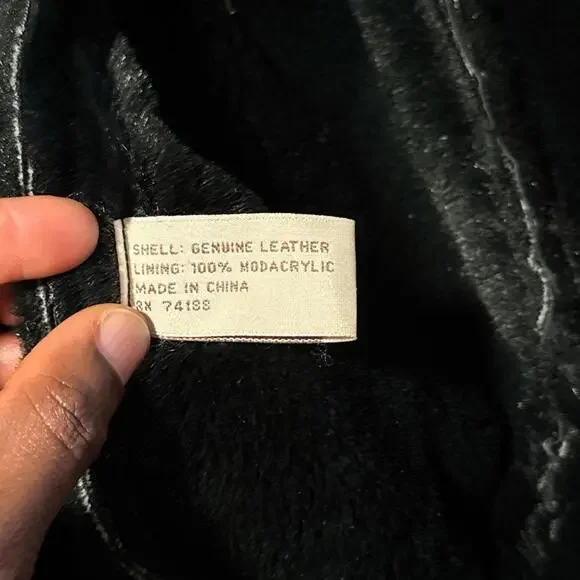 SHELL: GENUINE LEATHER
LINING: 100% MODACRYLIC
MADE IN CHINA
RN 74188